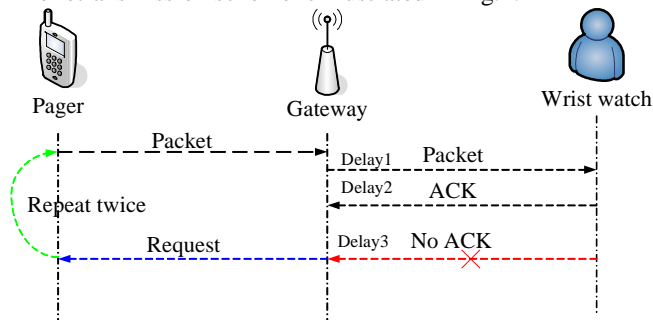 Pager
Gateway
Wrist watch
Packet
Delay1
Packet
Delay2
ACK
Repeat twice
Request
Delay3
No ACK